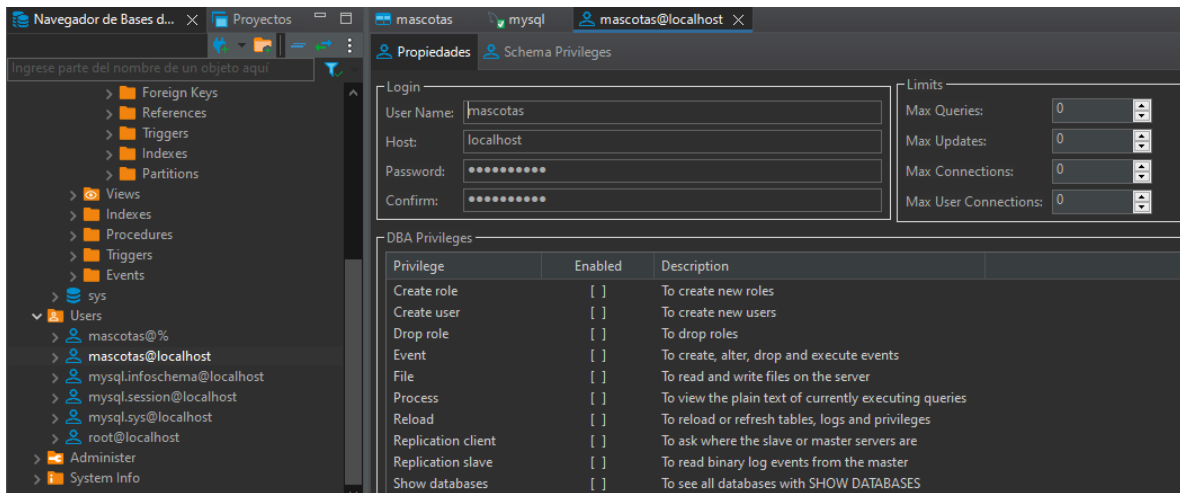 Navegador de Bases d...
Proyectos
Ingrese parte del nombre de un objeto aquí
Foreign Keys
References
Triggers
Indexes
Partitions
Views
Indexes
Procedures
Triggers
Events
sys
Users
mascotas@%
mascotas@localhost
mysql.infoschema@localhost
mysql.session@localhost
mysql.sys@localhost
root@localhost
Administer
System Info
mascotas
mysql
mascotas@localhost
Propiedades
Schema Privileges
Login
User Name: mascotas
Host: localhost
Password: ••••••••••
Confirm: ••••••••••
Limits
Max Queries: 0
Max Updates: 0
Max Connections: 0
Max User Connections: 0
DBA Privileges
Privilege Enabled Description
Create role [ ] To create new roles
Create user [ ] To create new users
Drop role [ ] To drop roles
Event [ ] To create, alter, drop and execute events
File [ ] To read and write files on the server
Process [ ] To view the plain text of currently executing queries
Reload [ ] To reload or refresh tables, logs and privileges
Replication client [ ] To ask where the slave or master servers are
Replication slave [ ] To read binary log events from the master
Show databases [ ] To see all databases with SHOW DATABASES